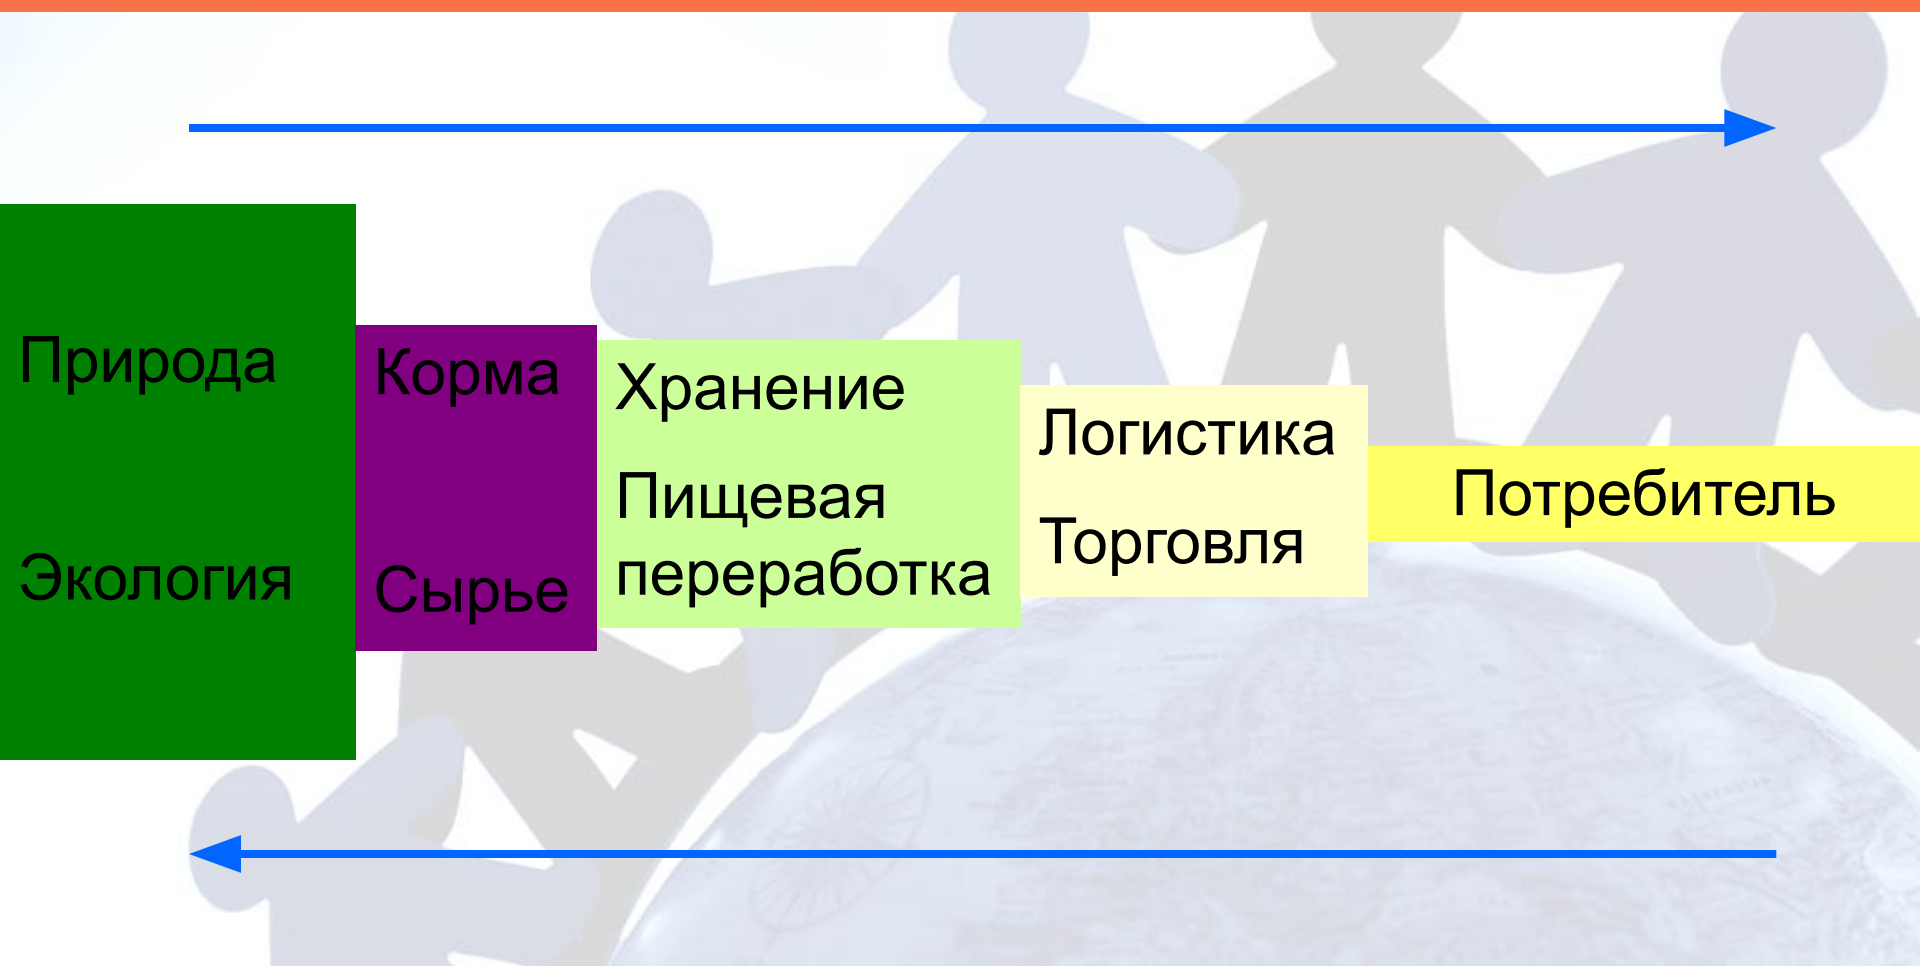 Природа
Экология
Корма
Сырье
Хранение
Пищевая
переработка
Логистика
Торговля
Потребитель